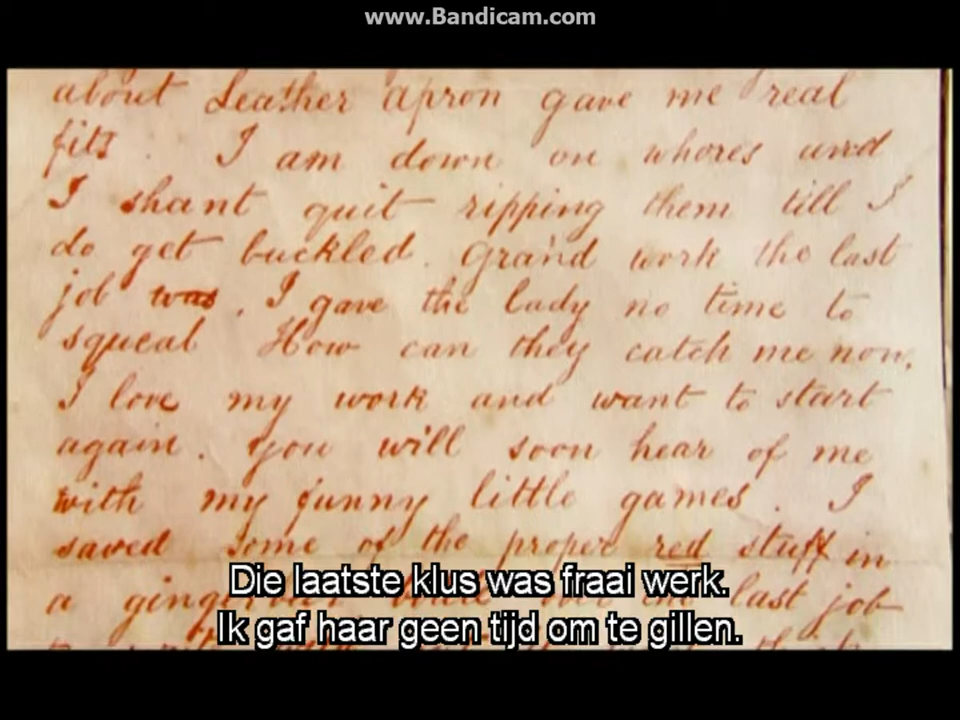 www.Bandicam.com
about Leather Apron gave me real
fits. I am down on whores and
I shant quit ripping them till I
do get buckled. Grand work the last
job was. I gave the lady no time to
squeal How can they catch me now.
I love my work and want to start
again. You will soon hear of me
with my funny little games. I
saved some of the proper red stuff in
a last job
Die laatste klus was fraai werk.
Ik gaf haar geen tijd om te gillen.